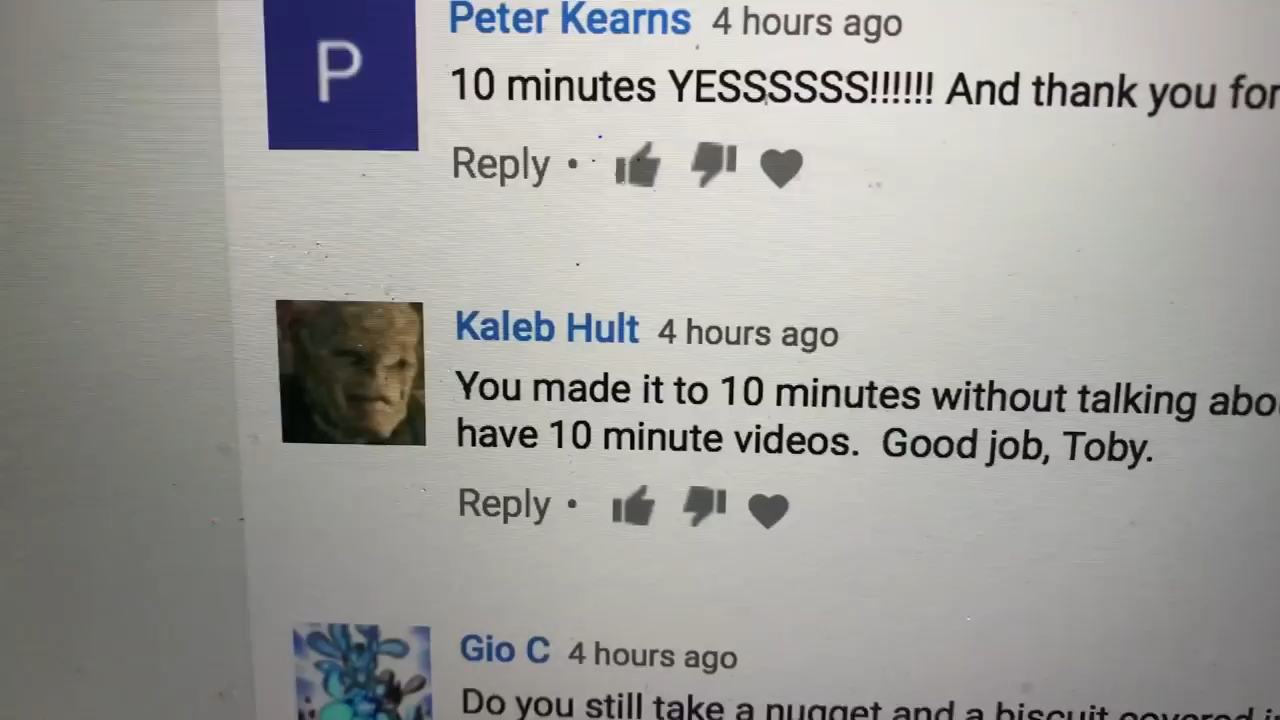 P
Peter Kearns 4 hours ago
10 minutes YESSSSSS!!!!!! And thank you for
Reply •
Kaleb Hult 4 hours ago
You made it to 10 minutes without talking abo
have 10 minute videos. Good job, Toby.
Reply •
Gio C 4 hours ago
Do you still take a nugget and a biscuit covered i